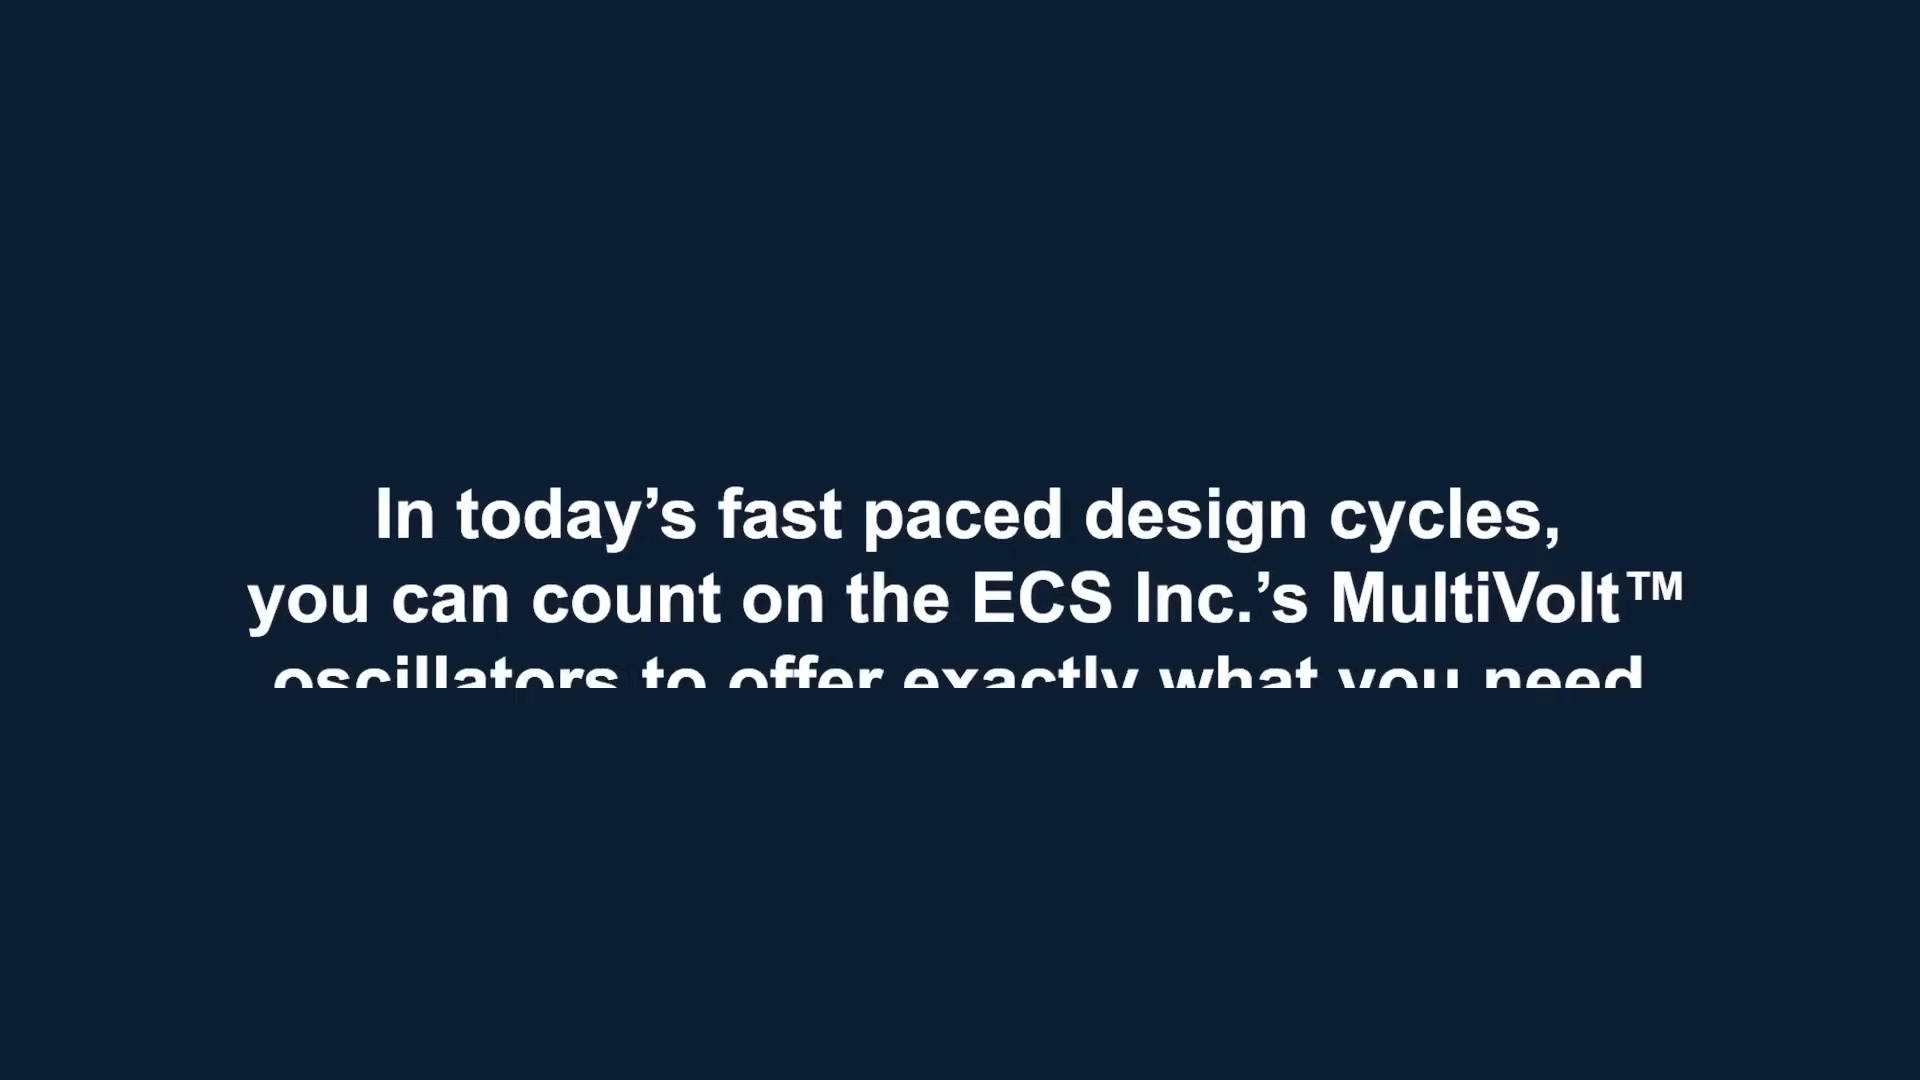 In today’s fast paced design cycles,
you can count on the ECS Inc.’s MultiVolt™
oscillators to offer exactly what you need